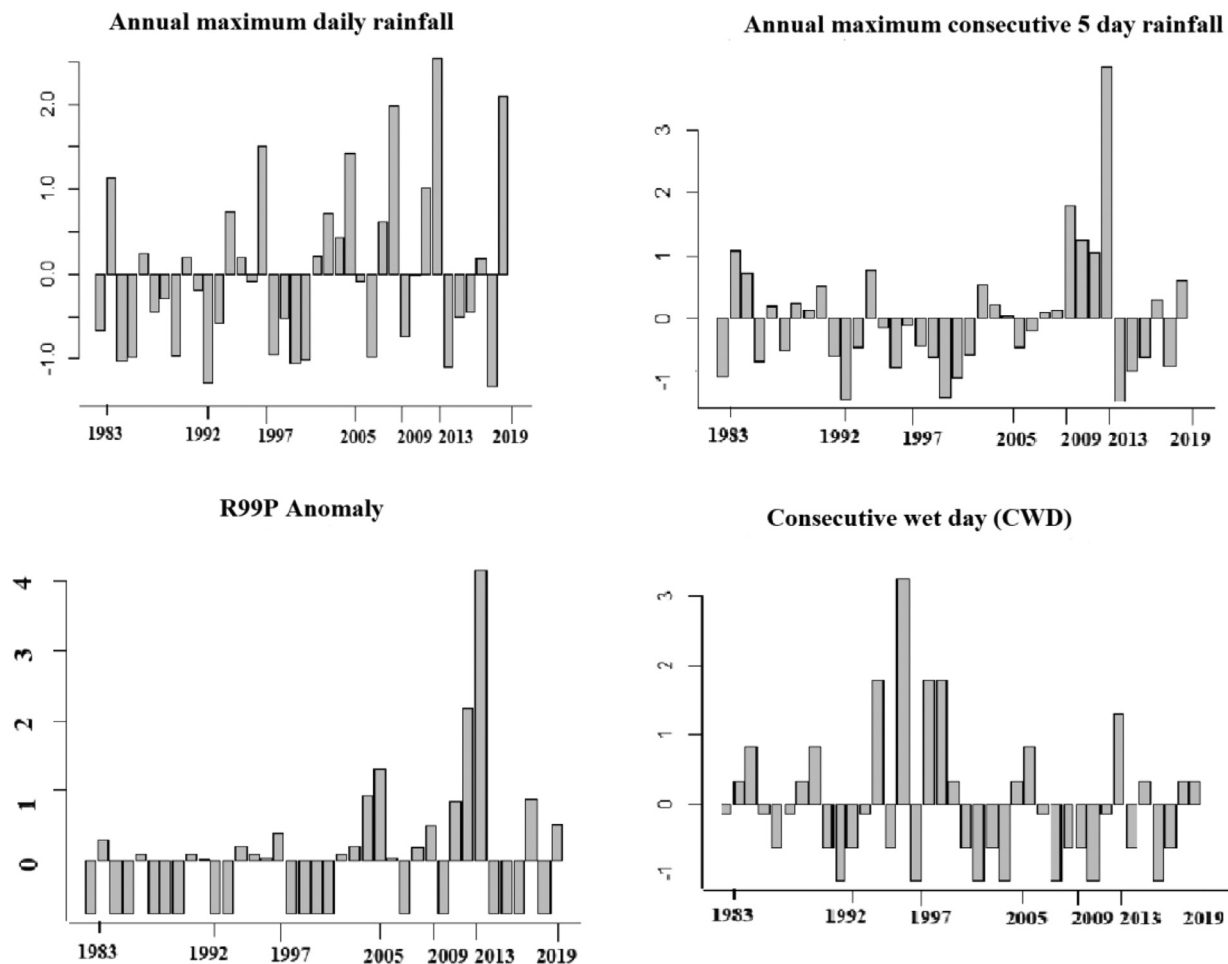 Annual maximum daily rainfall
2.0
1.0
0.0
-1.0
1983 1992 1997 2005 2009 2013 2019
Annual maximum consecutive 5 day rainfall
3
2
1
0
-1
1983 1992 1997 2005 2009 2013 2019
R99P Anomaly
4
3
2
1
0
1983 1992 1997 2005 2009 2013 2019
Consecutive wet day (CWD)
3
2
1
0
-1
1983 1992 1997 2005 2009 2013 2019